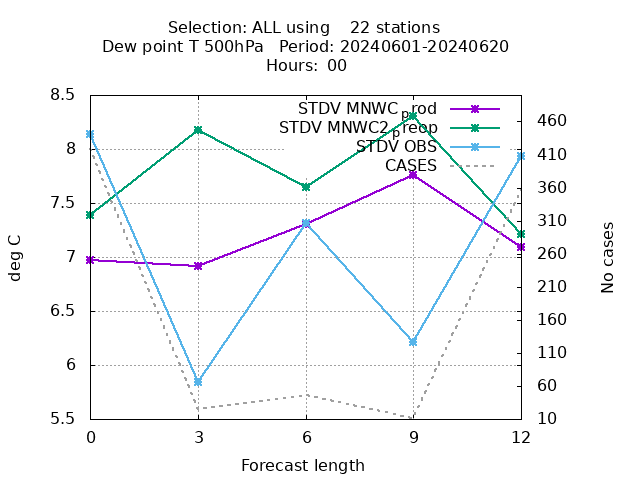 Selection: ALL using    22 stations
Dew point T 500hPa   Period: 20240601-20240620
Hours:  00
STDV MNWC_prod
STDV MNWC2_preop
STDV OBS
CASES
deg C
8.5
8
7.5
7
6.5
6
5.5
460
410
360
310
260
210
160
110
60
10
No cases
0 3 6 9 12
Forecast length